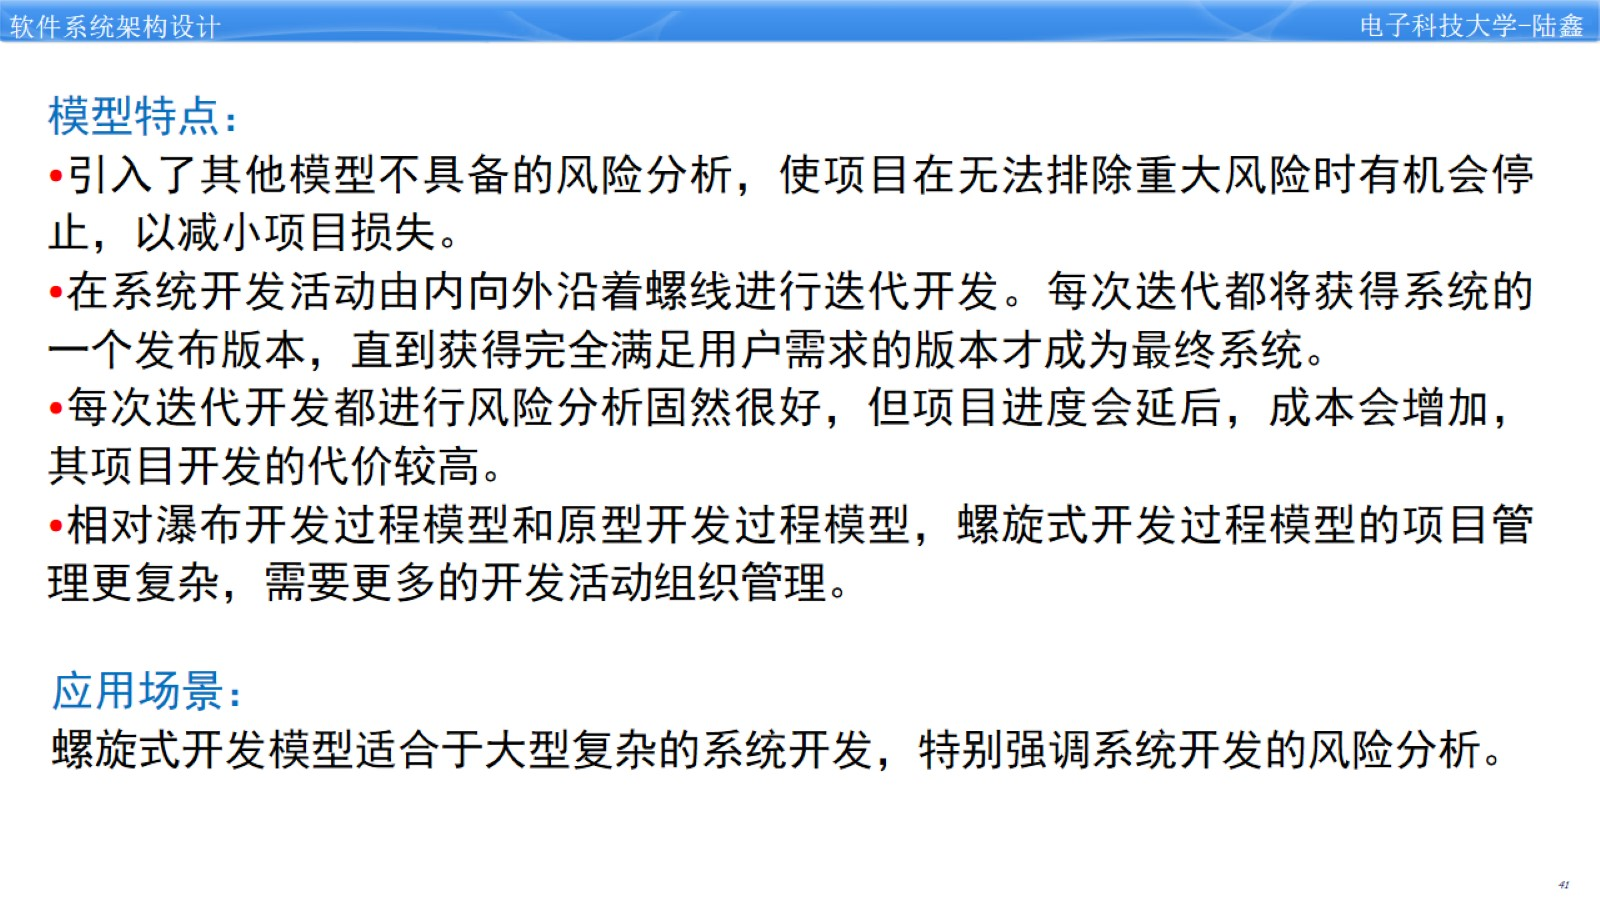 软件系统架构设计
电子科技大学-陆鑫
模型特点：
•引入了其他模型不具备的风险分析，使项目在无法排除重大风险时有机会停
止，以减小项目损失。
•在系统开发活动由内向外沿着螺线进行迭代开发。每次迭代都将获得系统的
一个发布版本，直到获得完全满足用户需求的版本才成为最终系统。
•每次迭代开发都进行风险分析固然很好，但项目进度会延后，成本会增加，
其项目开发的代价较高。
•相对瀑布开发过程模型和原型开发过程模型，螺旋式开发过程模型的项目管
理更复杂，需要更多的开发活动组织管理。
应用场景：
螺旋式开发模型适合于大型复杂的系统开发，特别强调系统开发的风险分析。
41